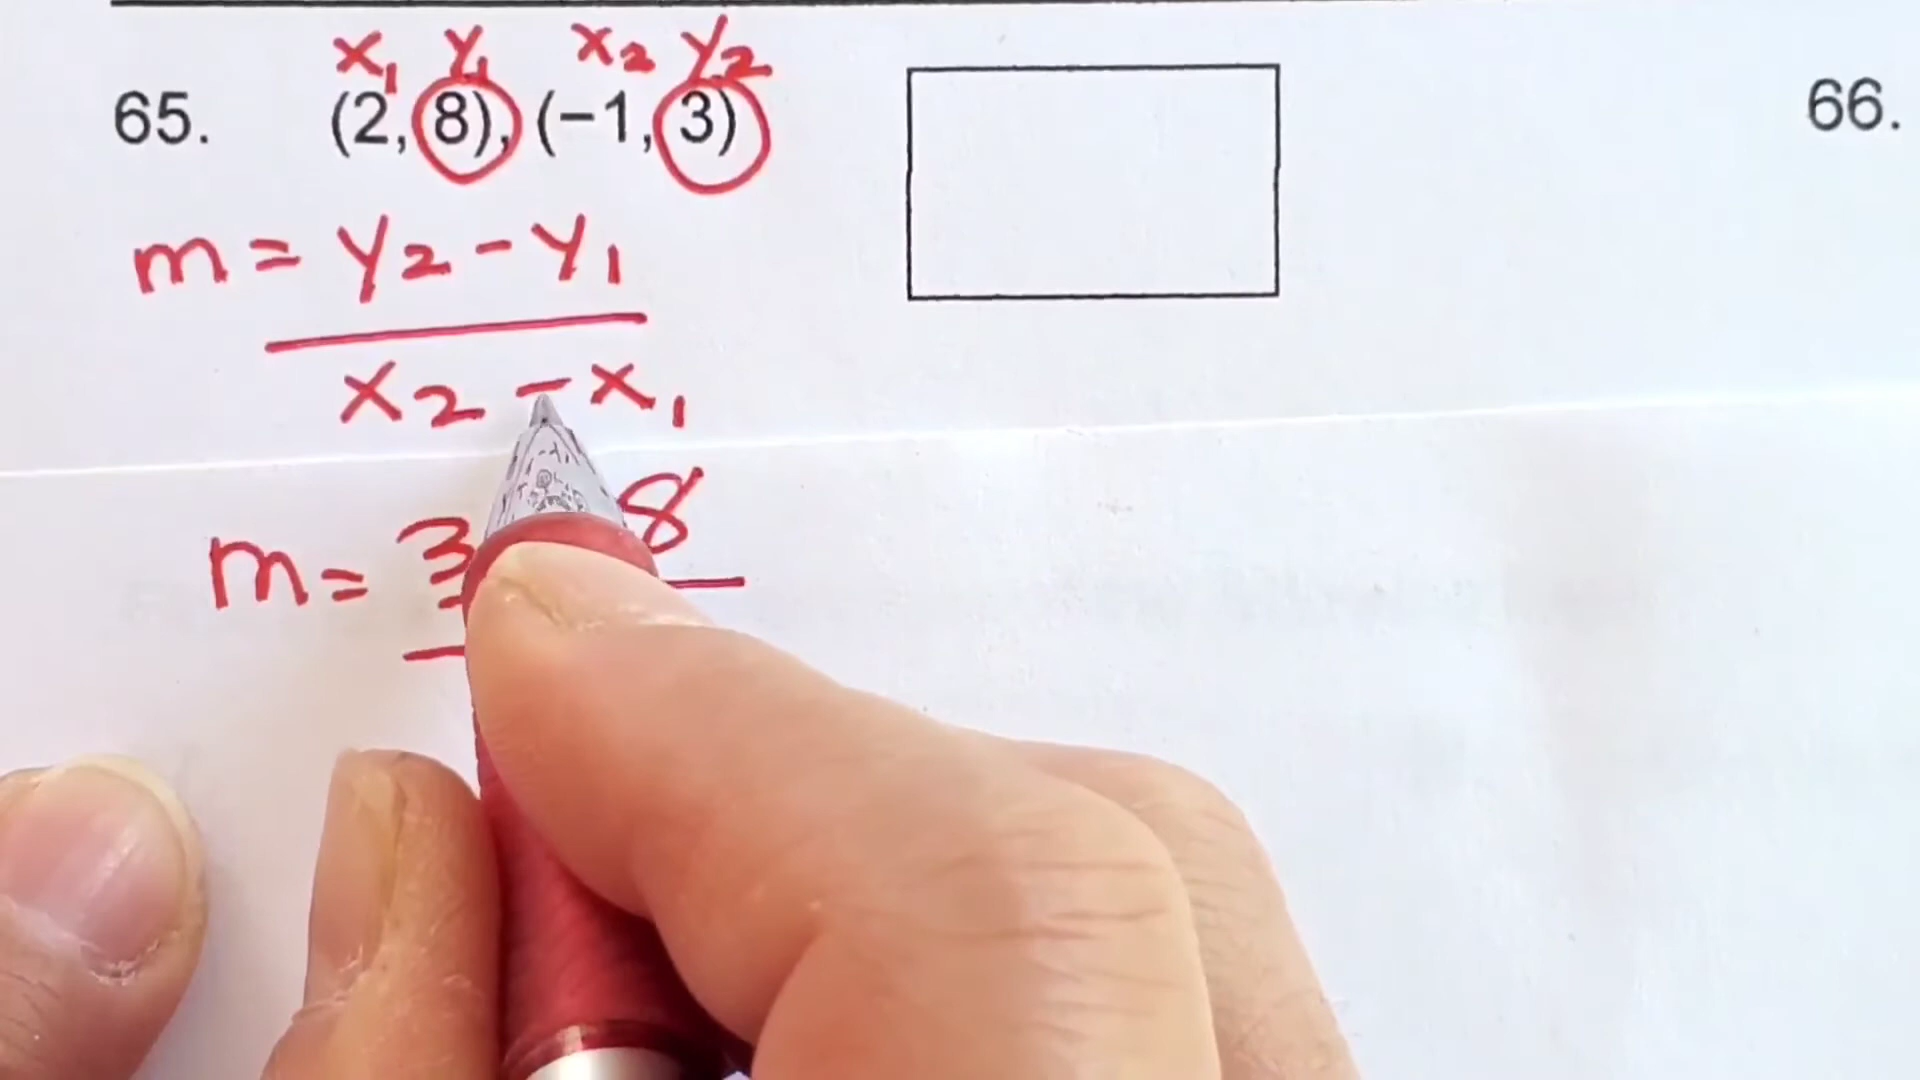 x₁ y₁ x₂ y₂
65. (2, 8), (−1, 3)
66.
m = y₂ - y₁
x₂ - x₁
m = 3 8